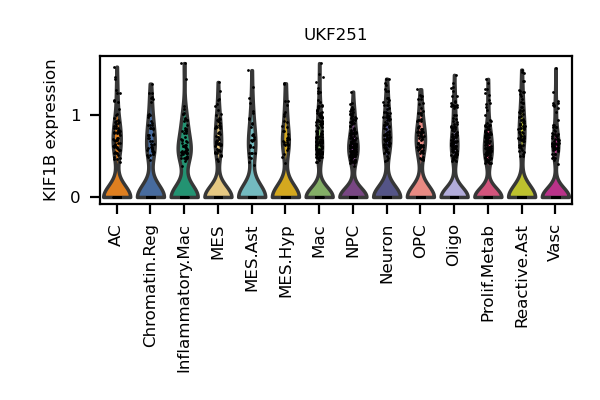 UKF251
KIF1B expression
1
0
AC
Chromatin.Reg
Inflammatory.Mac
MES
MES.Ast
MES.Hyp
Mac
NPC
Neuron
OPC
Oligo
Prolif.Metab
Reactive.Ast
Vasc